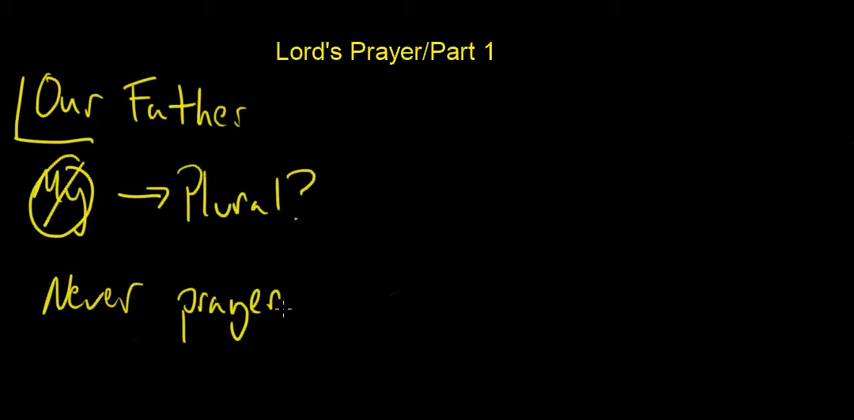 Lord's Prayer/Part 1
Our Father
My → Plural?
Never prayer